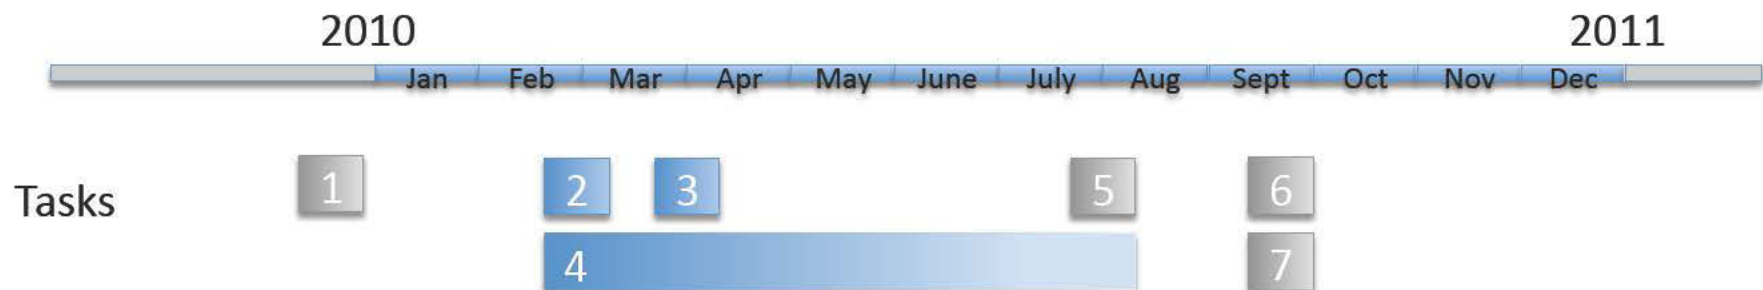 2010 2011
Jan Feb Mar Apr May June July Aug Sept Oct Nov Dec
Tasks 1 2 3 5 6
4 7